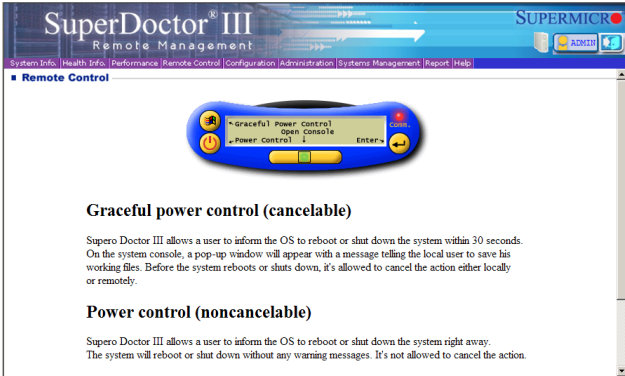 SuperDoctor® III
Remote Management
SUPERMICR
ADMIN
System Info. |Health Info. |Performance |Remote Control |Configuration |Administration |Systems Management |Report |Help|
Remote Control
Graceful Power Control
Open Console
Power Control ↓ Enter
Comm.
Graceful power control (cancelable)
Supero Doctor III allows a user to inform the OS to reboot or shut down the system within 30 seconds.
On the system console, a pop-up window will appear with a message telling the local user to save his
working files. Before the system reboots or shuts down, it's allowed to cancel the action either locally
or remotely.
Power control (noncancelable)
Supero Doctor III allows a user to inform the OS to reboot or shut down the system right away.
The system will reboot or shut down without any warning messages. It's not allowed to cancel the action.